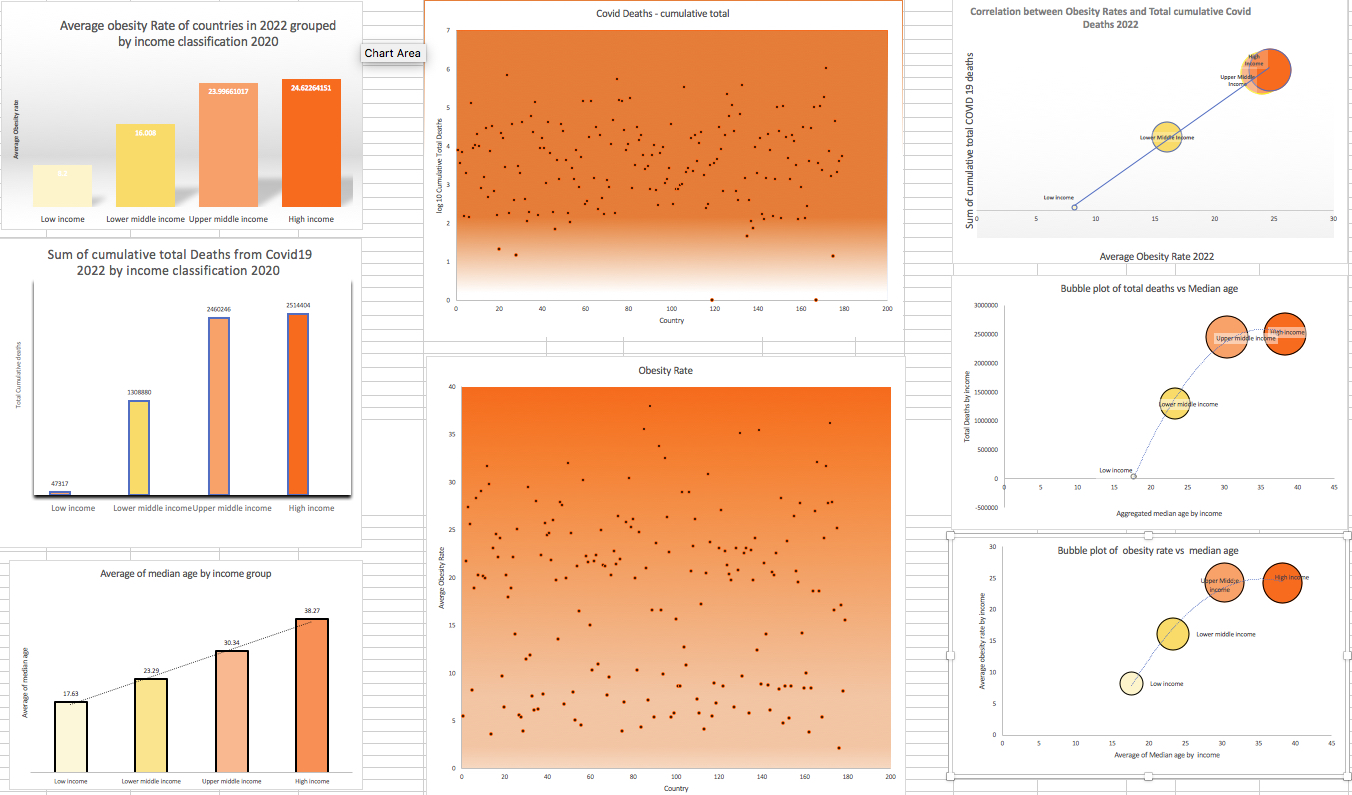 Average obesity Rate of countries in 2022 grouped
by income classification 2020
Average Obesity rate
8.2
16.008
23.99661017
24.62264151
Low income
Lower middle income
Upper middle income
High income
Chart Area
Sum of cumulative total Deaths from Covid19
2022 by income classification 2020
Total Cumulative deaths
47317
1308880
2460246
2514404
Low income
Lower middle income
Upper middle income
High income
Average of median age by income group
Average of median age
17.63
23.29
30.34
38.27
Low income
Lower middle income
Upper middle income
High income
Covid Deaths - cumulative total
log 10 Cumulative Total Deaths
7
6
5
4
3
2
1
0
0 20 40 60 80 100 120 140 160 180 200
Country
Obesity Rate
Averge Obesity Rate
40
35
30
25
20
15
10
5
0
0 20 40 60 80 100 120 140 160 180 200
Country
Correlation between Obesity Rates and Total cumulative Covid
Deaths 2022
Sum of cumulative total COVID 19 deaths
High
Income
Upper Middle
Income
Lower Middle Income
Low Income
0 5 10 15 20 25 30
Average Obesity Rate 2022
Bubble plot of total deaths vs Median age
Total Deaths by income
3000000
2500000
2000000
1500000
1000000
500000
0
-500000
Upper middle income
High income
Lower middle income
Low income
0 5 10 15 20 25 30 35 40 45
Aggregated median age by income
Bubble plot of obesity rate vs median age
Average obesity rate by income
30
25
20
15
10
5
0
Upper Middle
income
High income
Lower middle income
Low income
0 5 10 15 20 25 30 35 40 45
Average of Median age by income